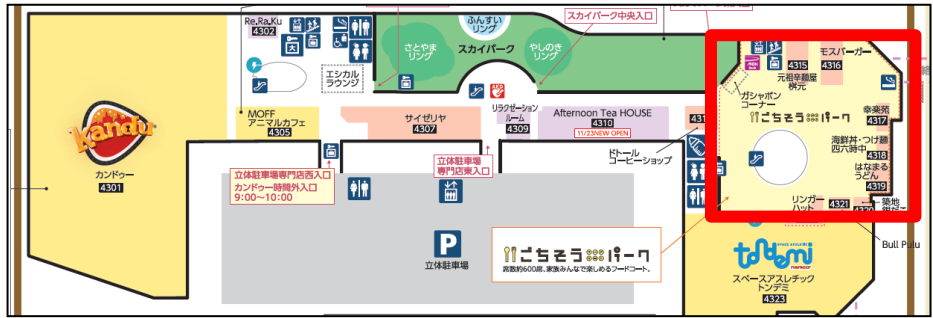 Re.Ra.Ku
4302
さとやま
リング
ふんすい
リング
スカイパーク
やしのき
リング
スカイパーク中央入口
エシカル
ラウンジ
AED
MOFF
アニマルカフェ
4305
サイゼリヤ
4307
リラクゼーション
ルーム
4309
Afternoon Tea HOUSE
4310
11/23NEW OPEN
ドトール
コーヒーショップ
kandu
カンドゥー
4301
立体駐車場専門店西入口
カンドゥー時間外入口
9:00～10:00
立体駐車場
専門店東入口
P
立体駐車場
ごちそうパーク
席数約600席、家族みんなで楽しめるフードコート。
4315
元祖辛麺屋
桝元
モスバーガー
4316
ガシャポン
コーナー
ごちそうパーク
幸楽苑
4317
海鮮丼・つけ麺
四六時中
4318
はなまる
うどん
4319
リンガー
ハット
4321
築地
Bull Pulu
tondemi
スペースアスレチック
トンデミ
4323